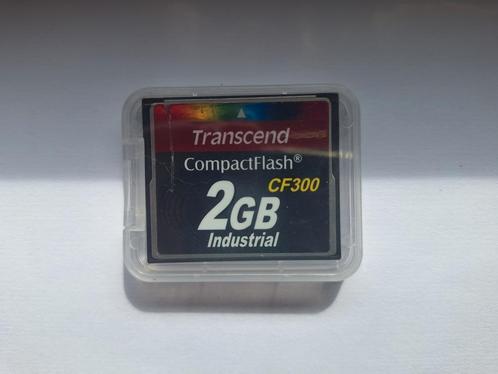 Transcend
CompactFlash®
CF300
2GB
Industrial